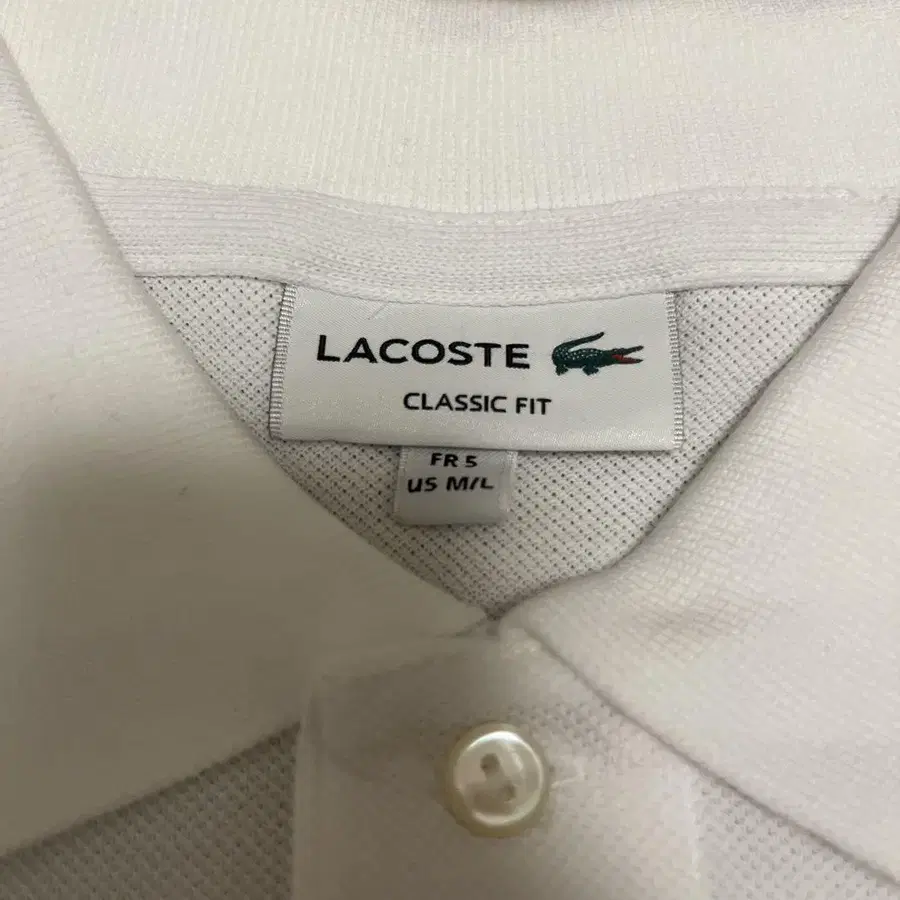 LACOSTE
CLASSIC FIT
FR 5
US M/L